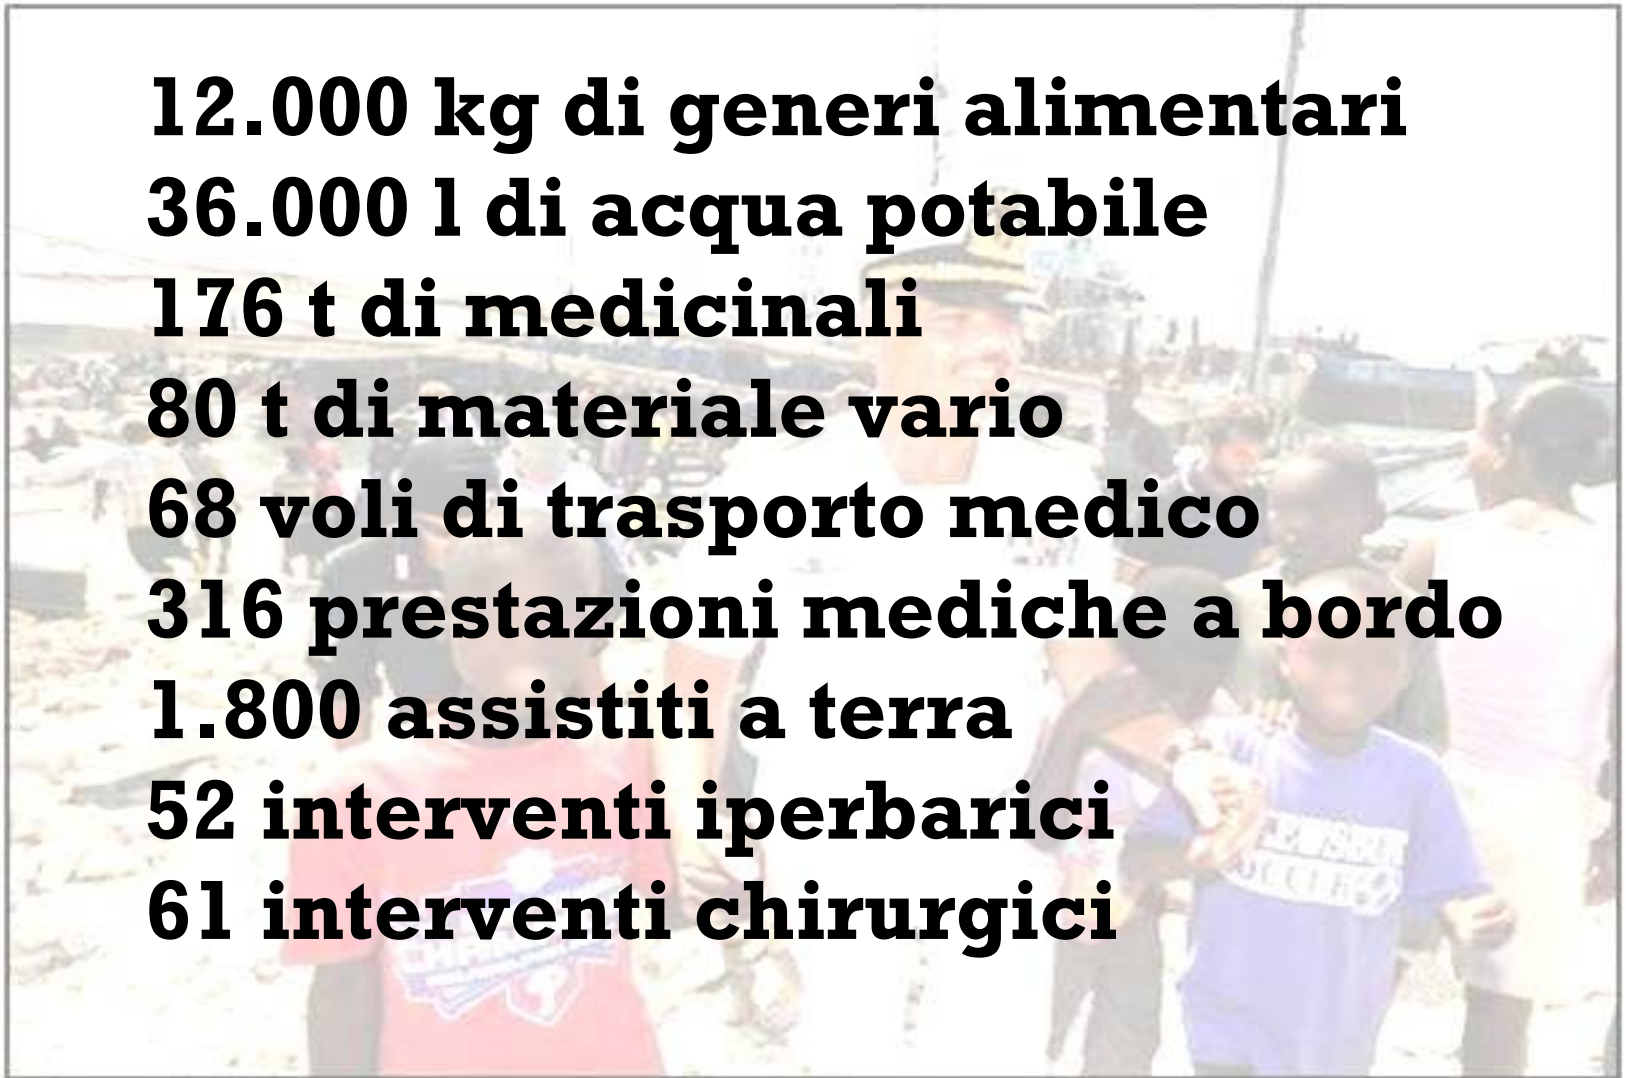 12.000 kg di generi alimentari
36.000 l di acqua potabile
176 t di medicinali
80 t di materiale vario
68 voli di trasporto medico
316 prestazioni mediche a bordo
1.800 assistiti a terra
52 interventi iperbarici
61 interventi chirurgici